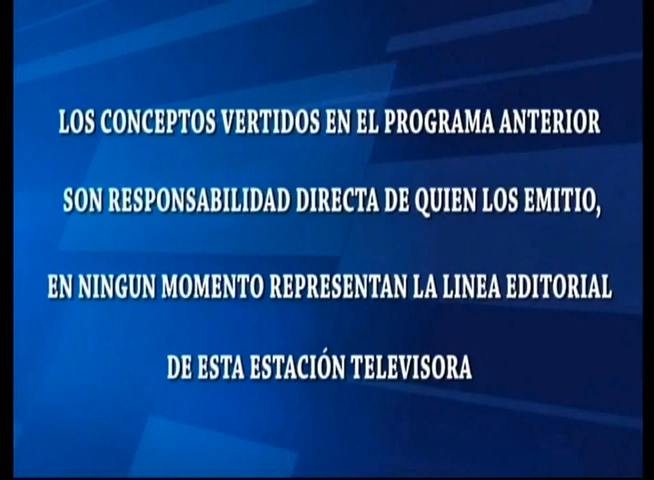 LOS CONCEPTOS VERTIDOS EN EL PROGRAMA ANTERIOR
SON RESPONSABILIDAD DIRECTA DE QUIEN LOS EMITIO,
EN NINGUN MOMENTO REPRESENTAN LA LINEA EDITORIAL
DE ESTA ESTACIÓN TELEVISORA